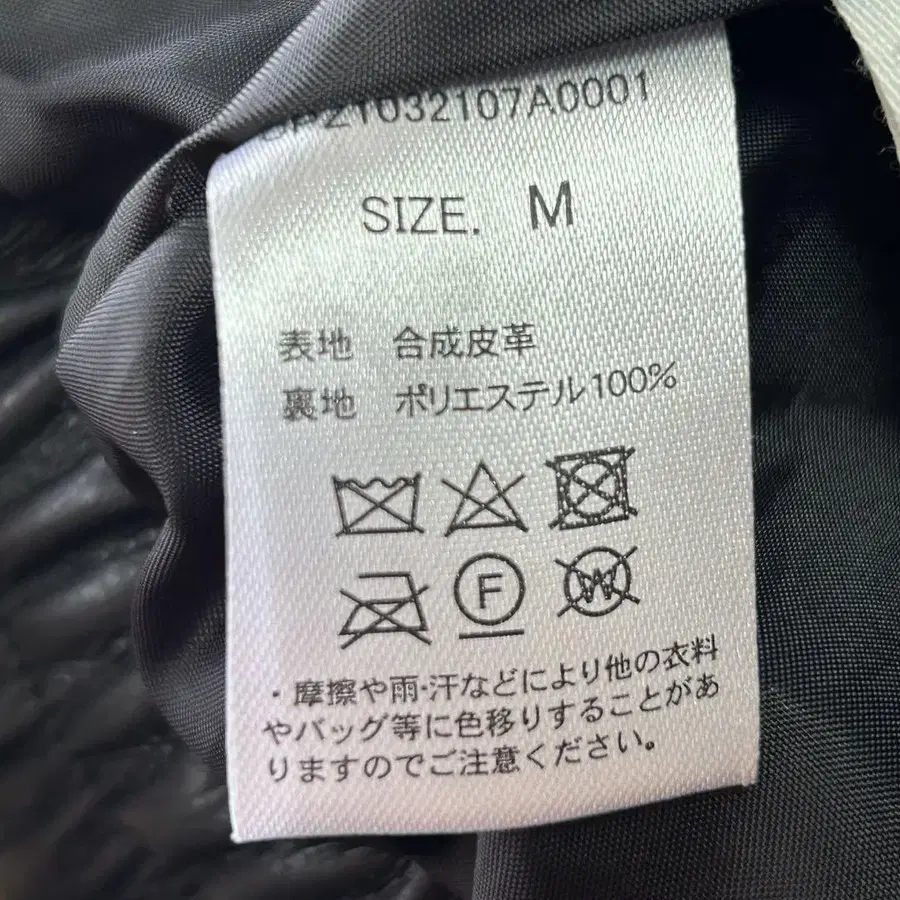 21032107A0001
SIZE. M
表地 合成皮革
裏地 ポリエステル100%
F
W
・摩擦や雨・汗などにより他の衣料
やバッグ等に色移りすることがあ
りますのでご注意ください。